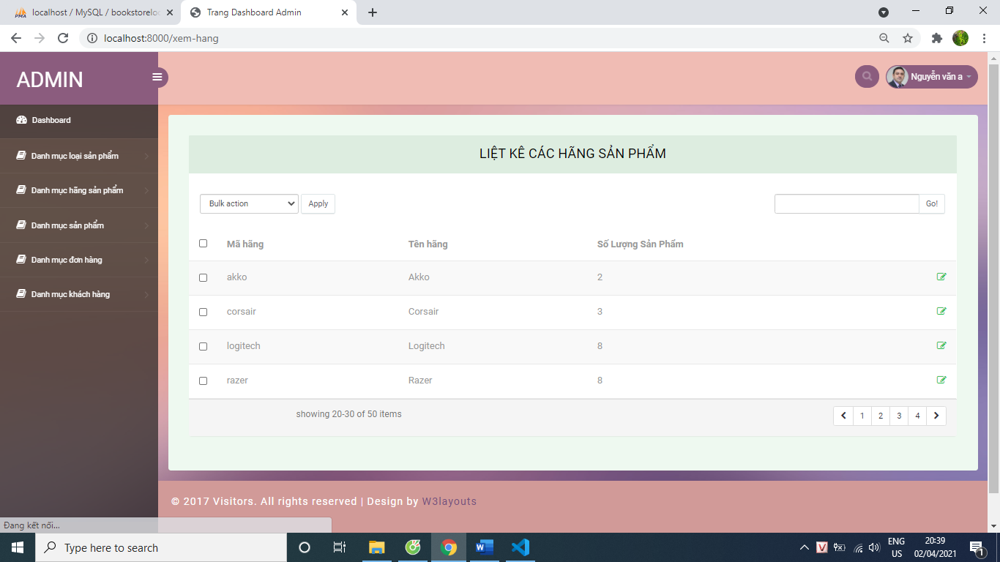 localhost / MySQL / bookstorelo
Trang Dashboard Admin
localhost:8000/xem-hang
ADMIN
Nguyễn văn a
Dashboard
Danh mục loại sản phẩm
Danh mục hãng sản phẩm
Danh mục sản phẩm
Danh mục đơn hàng
Danh mục khách hàng
LIỆT KÊ CÁC HÃNG SẢN PHẨM
Bulk action Apply Go!
Mã hãng Tên hãng Số Lượng Sản Phẩm
akko Akko 2
corsair Corsair 3
logitech Logitech 8
razer Razer 8
showing 20-30 of 50 items 1 2 3 4
© 2017 Visitors. All rights reserved | Design by W3layouts
Đang kết nối...
Type here to search
ENG
US
20:39
02/04/2021
1